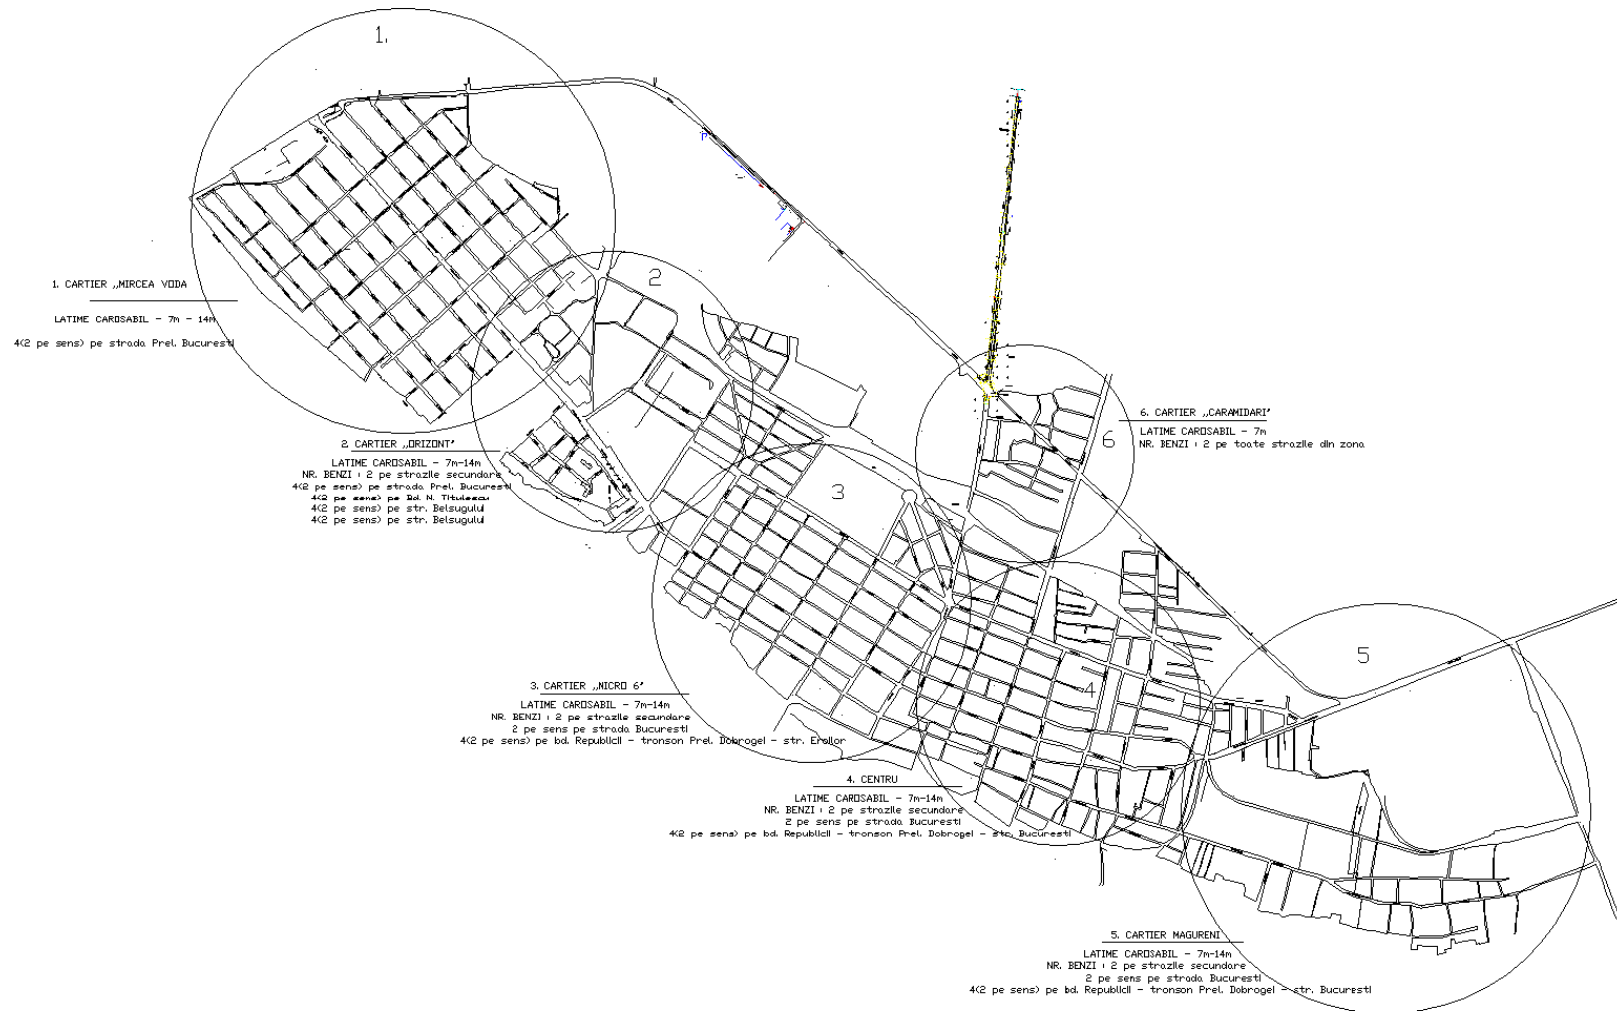 1.
2
3
4
5
6
P
1. CARTIER ,,MIRCEA VODA
LATIME CAROSABIL - 7m - 14m
4(2 pe sens) pe strada Prel. Bucuresti
2. CARTIER ,,ORIZONT"
LATIME CAROSABIL - 7m-14m
NR. BENZI : 2 pe strazile secundare
4(2 pe sens) pe strada Prel. Bucuresti
4(2 pe sens) pe Bd. N. Titulescu
4(2 pe sens) pe str. Belsugului
4(2 pe sens) pe str. Belsugului
3. CARTIER ,,MICRO 6"
LATIME CAROSABIL - 7m-14m
NR. BENZI : 2 pe strazile secundare
2 pe sens pe strada Bucuresti
4(2 pe sens) pe bd. Republicii - tronson Prel. Dobrogei - str. Eroilor
4. CENTRU
LATIME CAROSABIL - 7m-14m
NR. BENZI : 2 pe strazile secundare
2 pe sens pe strada Bucuresti
4(2 pe sens) pe bd. Republicii - tronson Prel. Dobrogei - str. Bucuresti
5. CARTIER MAGURENI
LATIME CAROSABIL - 7m-14m
NR. BENZI : 2 pe strazile secundare
2 pe sens pe strada Bucuresti
4(2 pe sens) pe bd. Republicii - tronson Prel. Dobrogei - str. Bucuresti
6. CARTIER ,,CARAMIDARI"
LATIME CAROSABIL - 7m
NR. BENZI : 2 pe toate strazile din zona